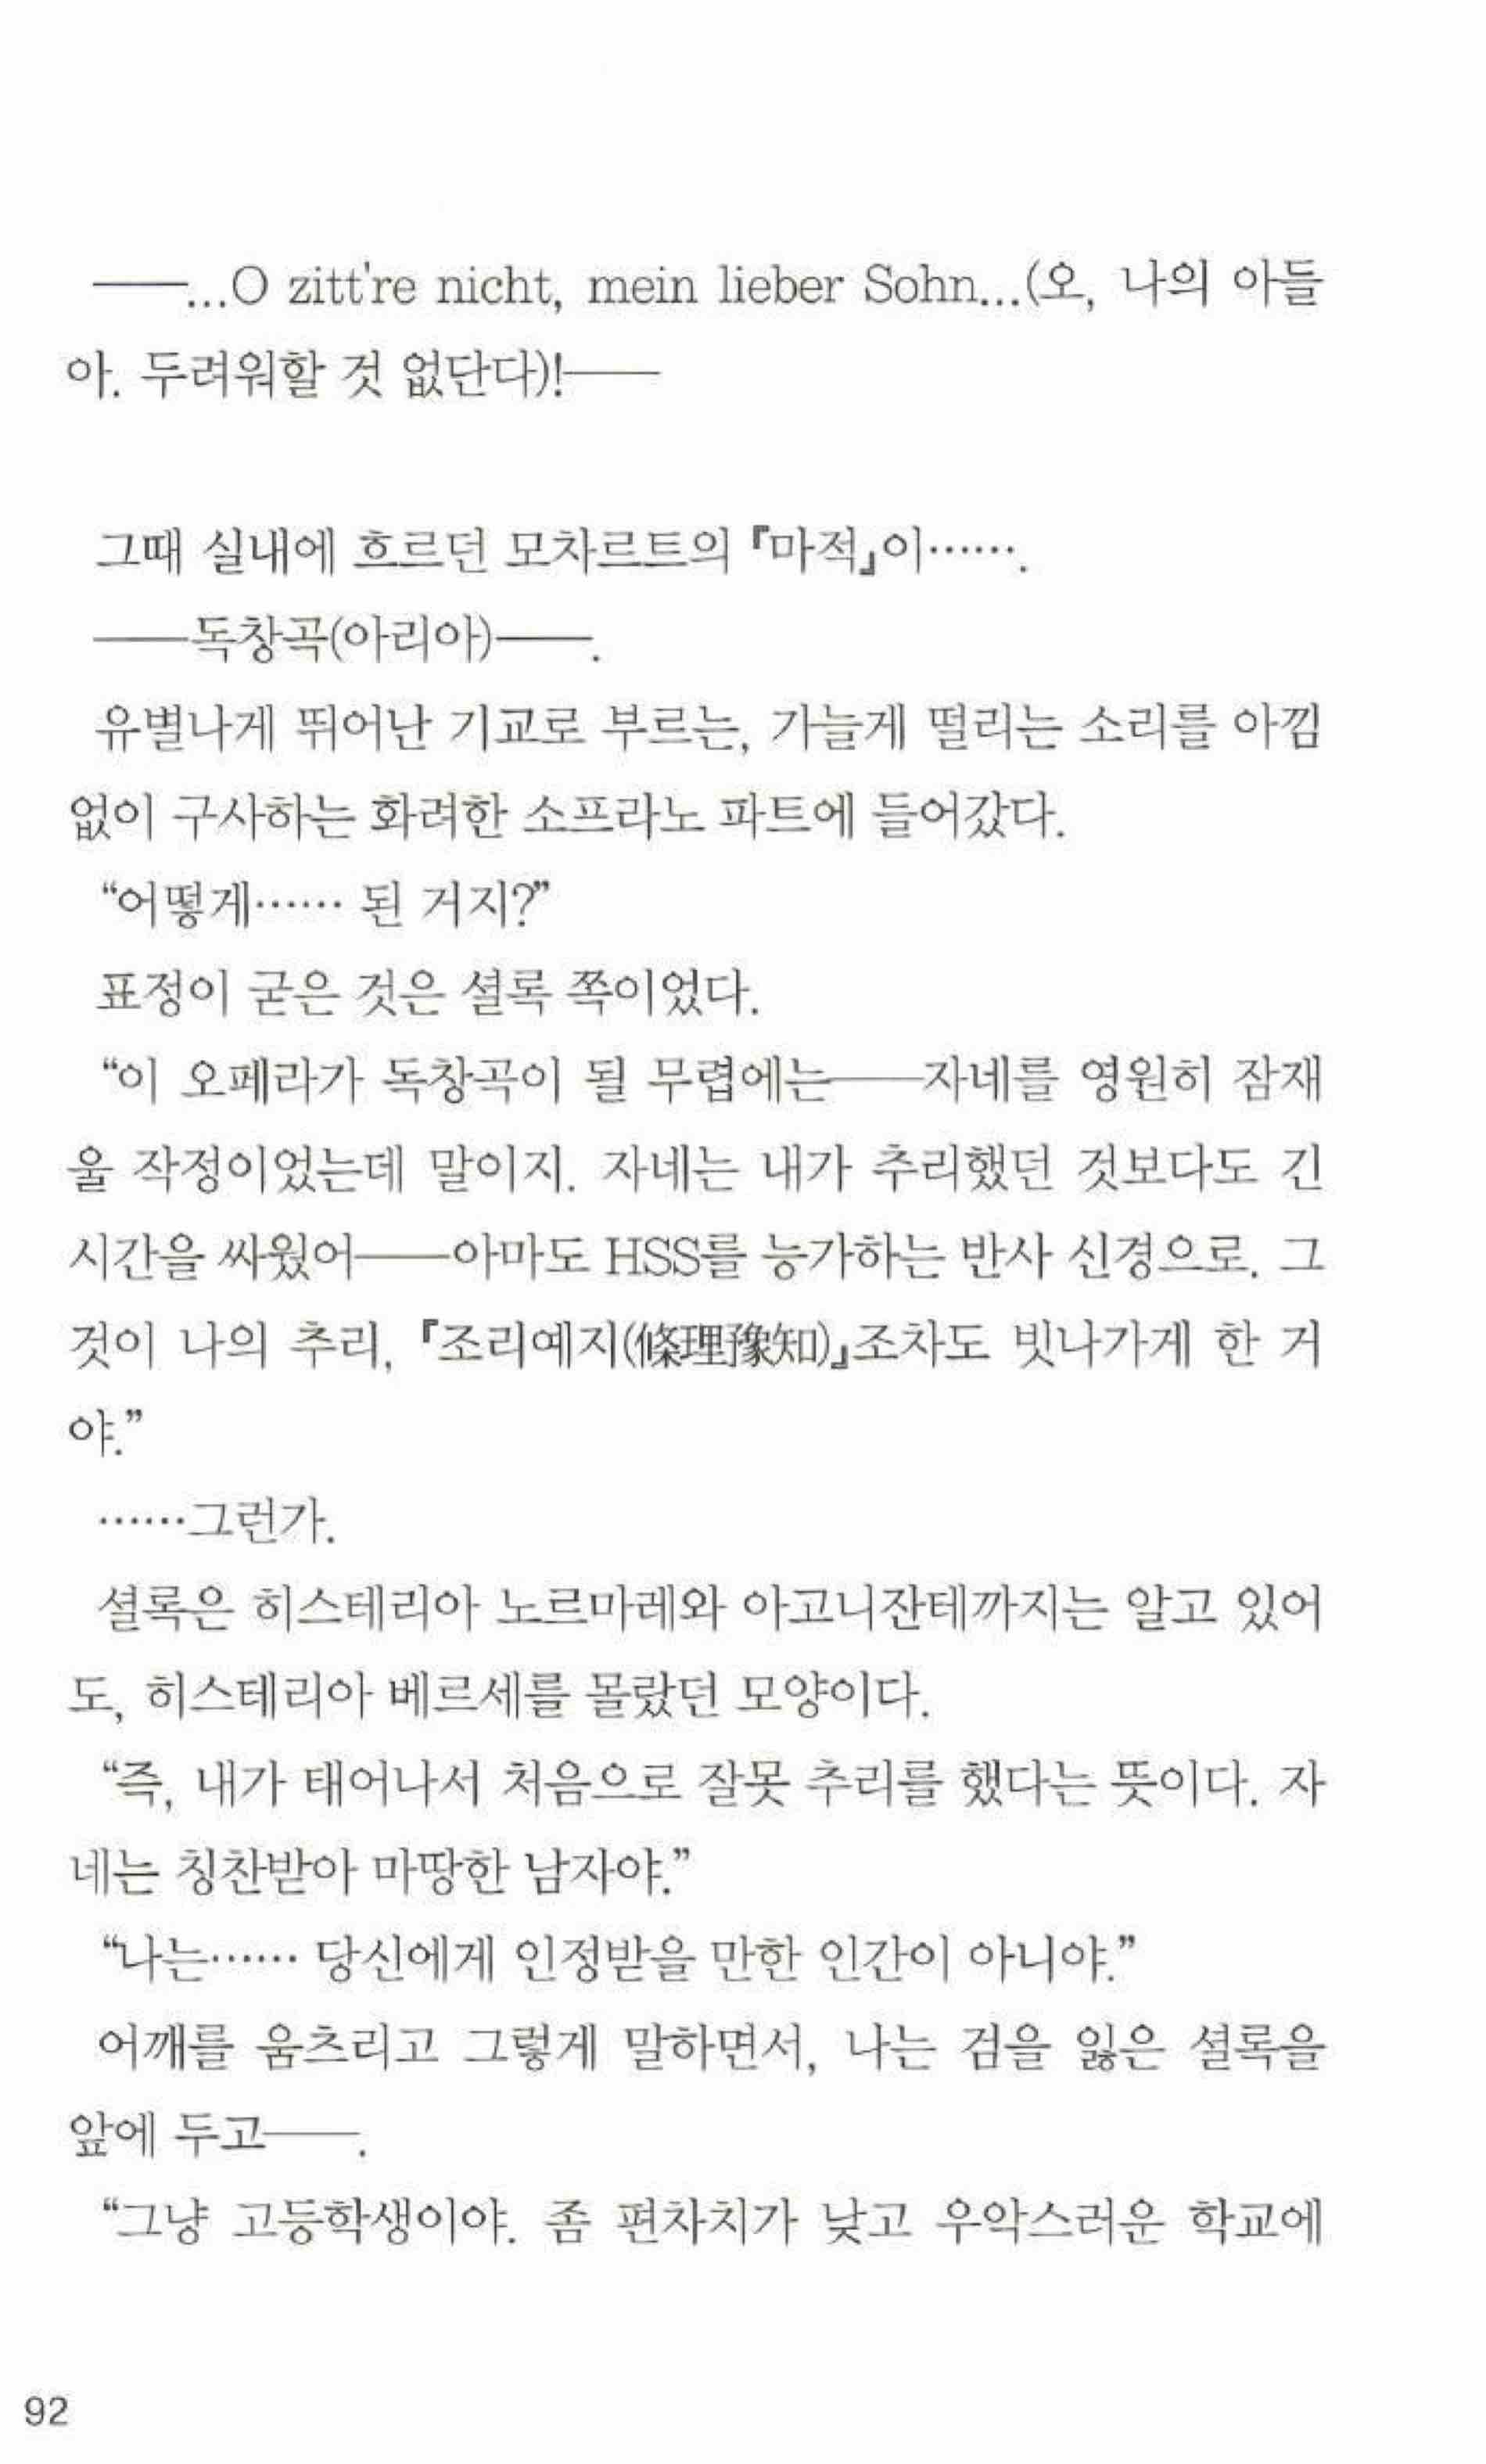 ――...O zitt're nicht, mein lieber Sohn...(오, 나의 아들
아. 두려워할 것 없단다)!――
그때 실내에 흐르던 모차르트의 『마적』이…….
――독창곡(아리아)――.
유별나게 뛰어난 기교로 부르는, 가늘게 떨리는 소리를 아낌
없이 구사하는 화려한 소프라노 파트에 들어갔다.
“어떻게…… 된 거지?”
표정이 굳은 것은 셜록 쪽이었다.
“이 오페라가 독창곡이 될 무렵에는――자네를 영원히 잠재
울 작정이었는데 말이지. 자네는 내가 추리했던 것보다도 긴
시간을 싸웠어――아마도 HSS를 능가하는 반사 신경으로. 그
것이 나의 추리, 『조리예지(條理豫知)』조차도 빗나가게 한 거
야.”
……그런가.
셜록은 히스테리아 노르마레와 아고니잔테까지는 알고 있어
도, 히스테리아 베르세를 몰랐던 모양이다.
“즉, 내가 태어나서 처음으로 잘못 추리를 했다는 뜻이다. 자
네는 칭찬받아 마땅한 남자야.”
“나는…… 당신에게 인정받을 만한 인간이 아니야.”
어깨를 움츠리고 그렇게 말하면서, 나는 검을 잃은 셜록을
앞에 두고――.
“그냥 고등학생이야. 좀 편차치가 낮고 우악스러운 학교에
92